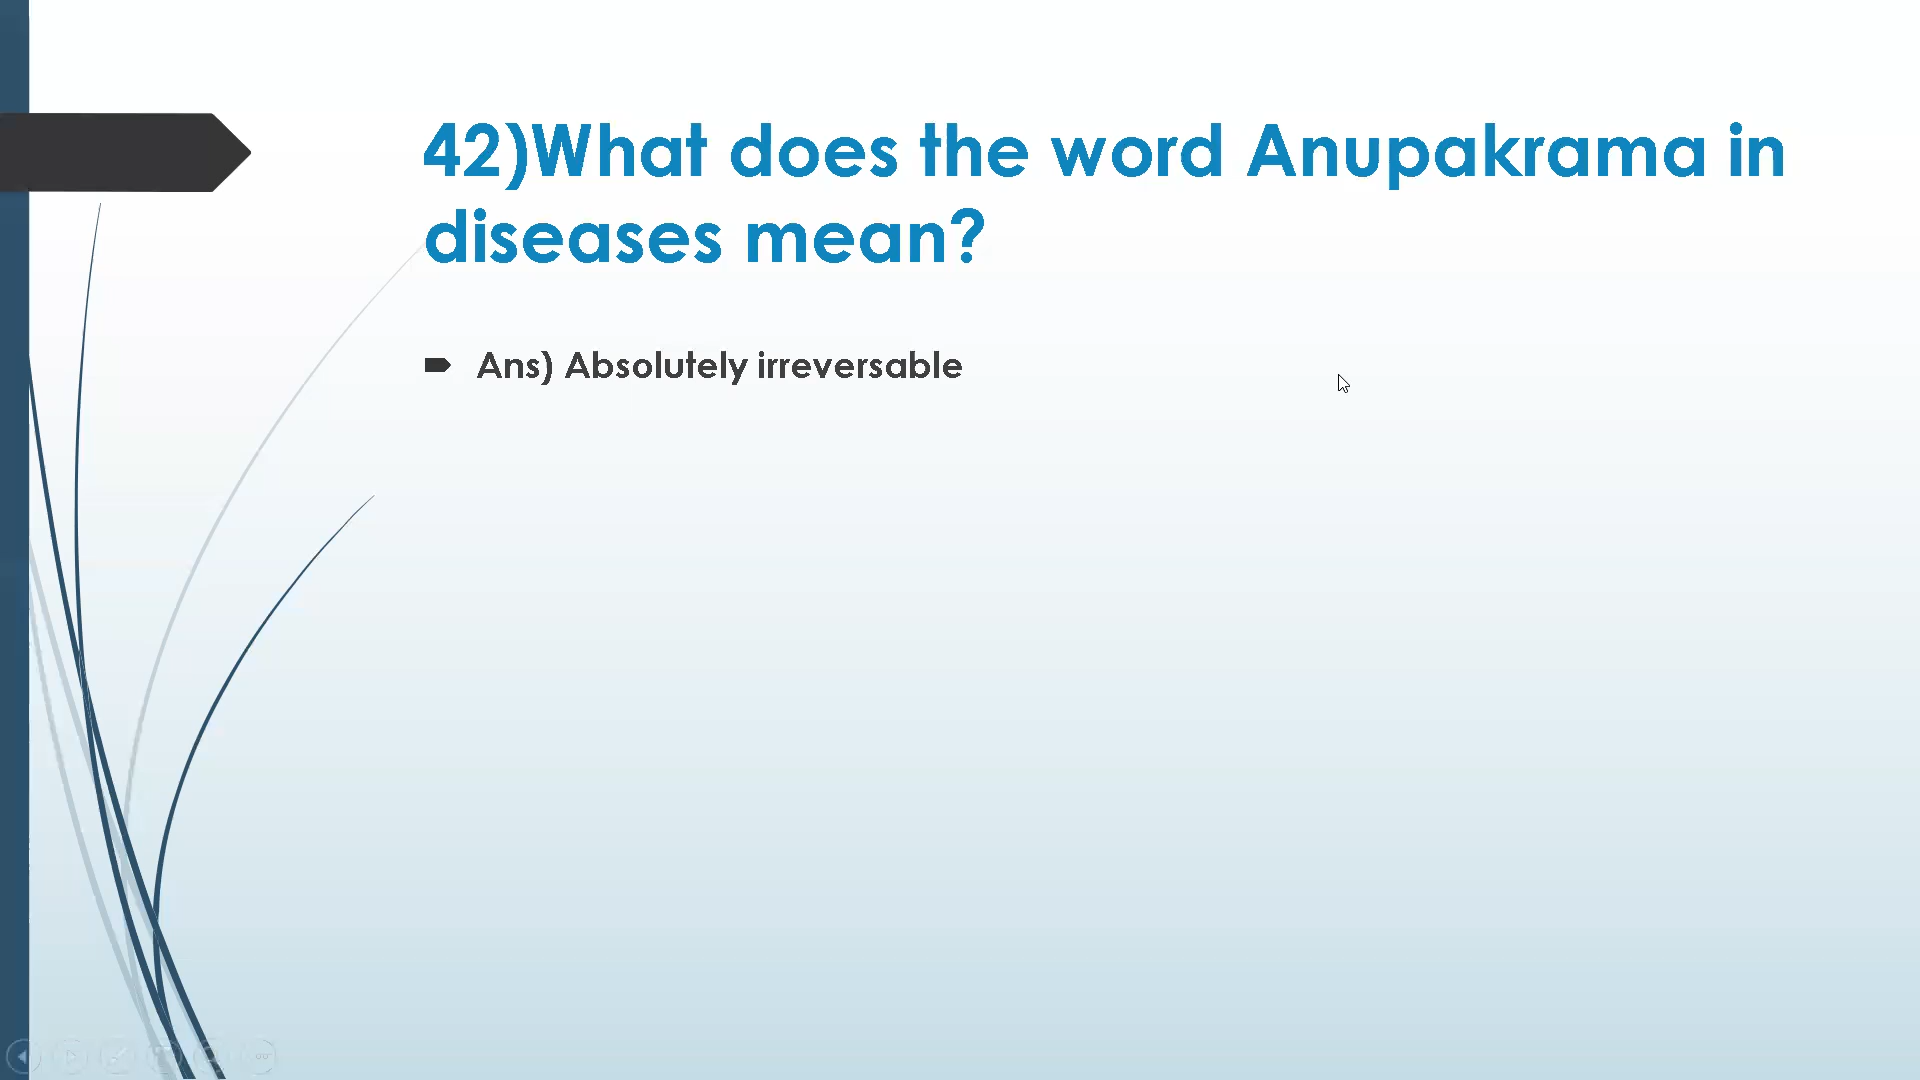 42)What does the word Anupakrama in
diseases mean?
Ans) Absolutely irreversable